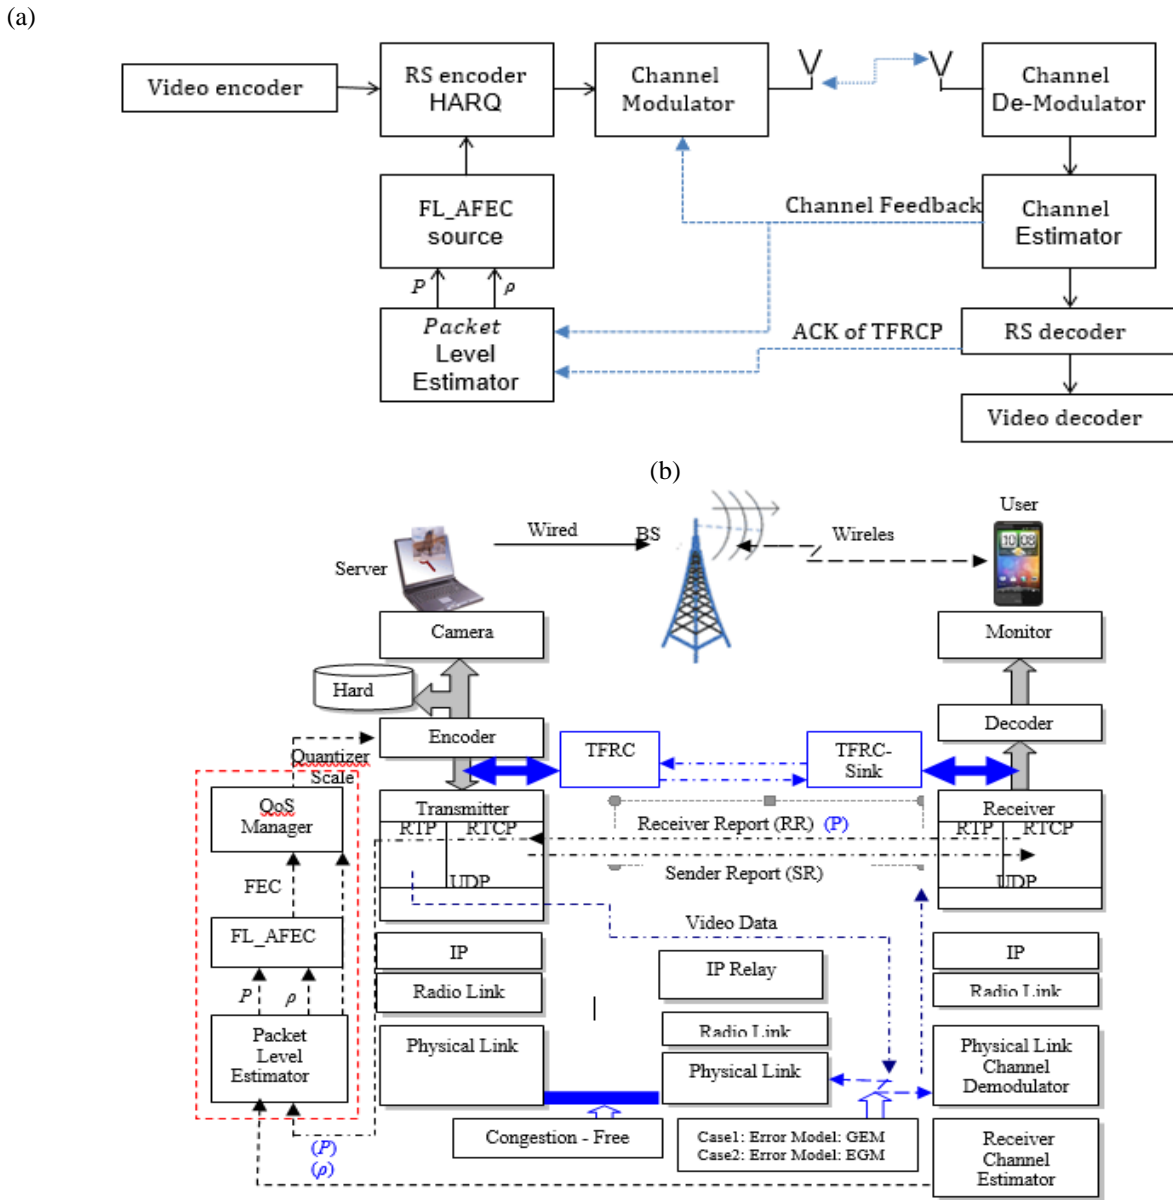 (a)
Video encoder
RS encoder
HARQ
Channel
Modulator
Channel
De-Modulator
FL_AFEC
source
Channel Feedback
Channel
Estimator
P
ρ
Packet
Level
Estimator
ACK of TFRCP
RS decoder
Video decoder
(b)
Server
Wired
BS
Wireles
User
Camera
Monitor
Hard
Encoder
Decoder
Quantizer
Scale
TFRC
TFRC-
Sink
QoS
Manager
Transmitter
RTP
RTCP
UDP
Receiver Report (RR) (P)
Sender Report (SR)
Receiver
RTP
RTCP
UDP
FEC
Video Data
FL_AFEC
IP
IP Relay
IP
P
ρ
Radio Link
Radio Link
Radio Link
Packet
Level
Estimator
Physical Link
Physical Link
Physical Link
Channel
Demodulator
(P)
(ρ)
Congestion - Free
Case1: Error Model: GEM
Case2: Error Model: EGM
Receiver
Channel
Estimator